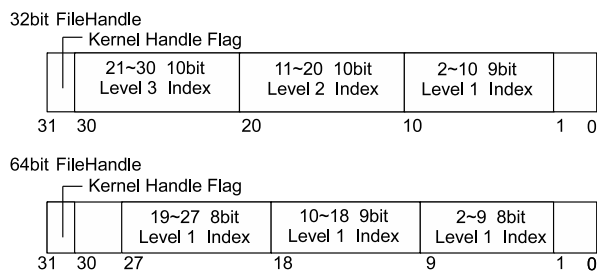 32bit FileHandle
Kernel Handle Flag
21~30 10bit
Level 3 Index
11~20 10bit
Level 2 Index
2~10 9bit
Level 1 Index
31 30 20 10 1 0
64bit FileHandle
Kernel Handle Flag
19~27 8bit
Level 1 Index
10~18 9bit
Level 1 Index
2~9 8bit
Level 1 Index
31 30 27 18 9 1 0